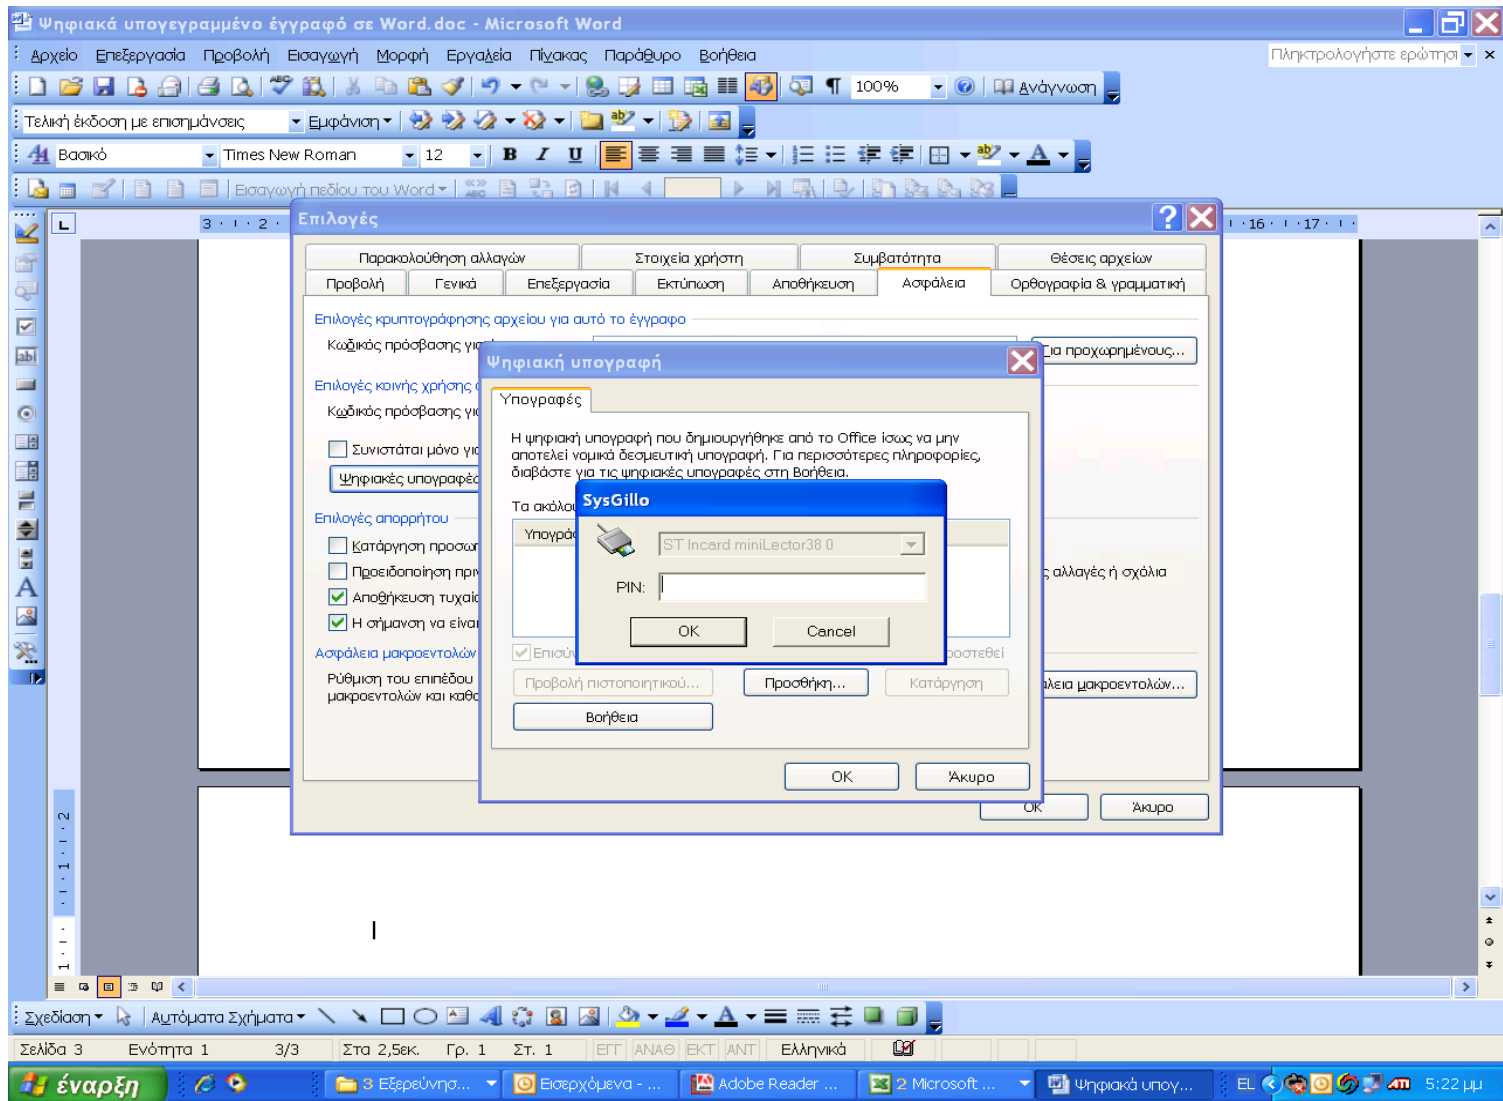 Ψηφιακά υπογεγραμμένο έγγραφό σε Word.doc - Microsoft Word
Αρχείο Επεξεργασία Προβολή Εισαγωγή Μορφή Εργαλεία Πίνακας Παράθυρο Βοήθεια Πληκτρολογήστε ερώτησι
100% Ανάγνωση
Τελική έκδοση με επισημάνσεις Εμφάνιση
Βασικό Times New Roman 12 B I U
Εισαγωγή πεδίου του Word
3 · ι · 2 · Επιλογές ι · 16 · ι · 17 · ι
Παρακολούθηση αλλαγών Στοιχεία χρήστη Συμβατότητα Θέσεις αρχείων
Προβολή Γενικά Επεξεργασία Εκτύπωση Αποθήκευση Ασφάλεια Ορθογραφία & γραμματική
Επιλογές κρυπτογράφησης αρχείου για αυτό το έγγραφο
Κωδικός πρόσβασης για Για προχωρημένους...
Ψηφιακή υπογραφή
Επιλογές κοινής χρήσης
Υπογραφές
Κωδικός πρόσβασης για
Η ψηφιακή υπογραφή που δημιουργήθηκε από το Office ίσως να μην
αποτελεί νομικά δεσμευτική υπογραφή. Για περισσότερες πληροφορίες,
διαβάστε για τις ψηφιακές υπογραφές στη Βοήθεια.
Συνιστάται μόνο για
Ψηφιακές υπογραφές
SysGillo
Τα ακόλου
Επιλογές απορρήτου
Υπογρά
ST Incard miniLector38 0
Κατάργηση προσωπ
Προειδοποίηση πριν ς αλλαγές ή σχόλια
PIN:
Αποθήκευση τυχαίο
Η σήμανση να είναι
OK Cancel
Ασφάλεια μακροεντολών
Επισύν ροστεθεί
Ρύθμιση του επιπέδου
μακροεντολών και καθο
Προβολή πιστοποιητικού... Προσθήκη... Κατάργηση
λεια μακροεντολών...
Βοήθεια
OK Άκυρο
OK Άκυρο
Σχεδίαση Αυτόματα Σχήματα
Σελίδα 3 Ενότητα 1 3/3 Στα 2,5εκ. Γρ. 1 Στ. 1 ΕΓΓ ΑΝΑΘ ΕΚΤ ΑΝΤ Ελληνικά
έναρξη 3 Εξερεύνησ... Εισερχόμενα - ... Adobe Reader ... 2 Microsoft ... Ψηφιακά υπογ... EL 5:22 μμ